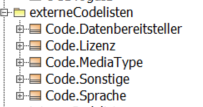 externeCodelisten
Code.Datenbereitsteller
Code.Lizenz
Code.MediaType
Code.Sonstige
Code.Sprache